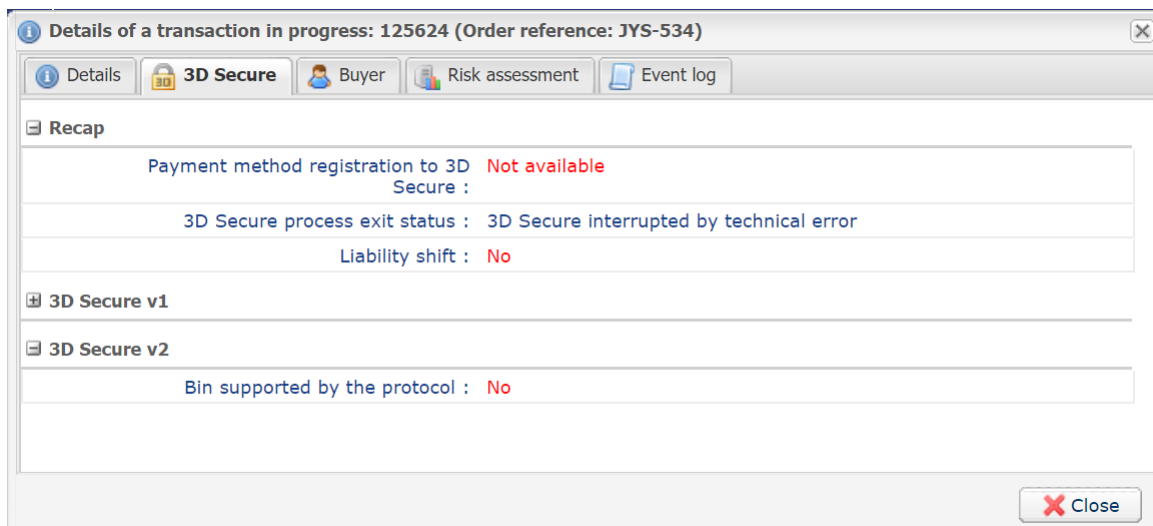 Details of a transaction in progress: 125624 (Order reference: JYS-534)
Details 3D Secure Buyer Risk assessment Event log
Recap
Payment method registration to 3D Not available
Secure :
3D Secure process exit status : 3D Secure interrupted by technical error
Liability shift : No
3D Secure v1
3D Secure v2
Bin supported by the protocol : No
Close